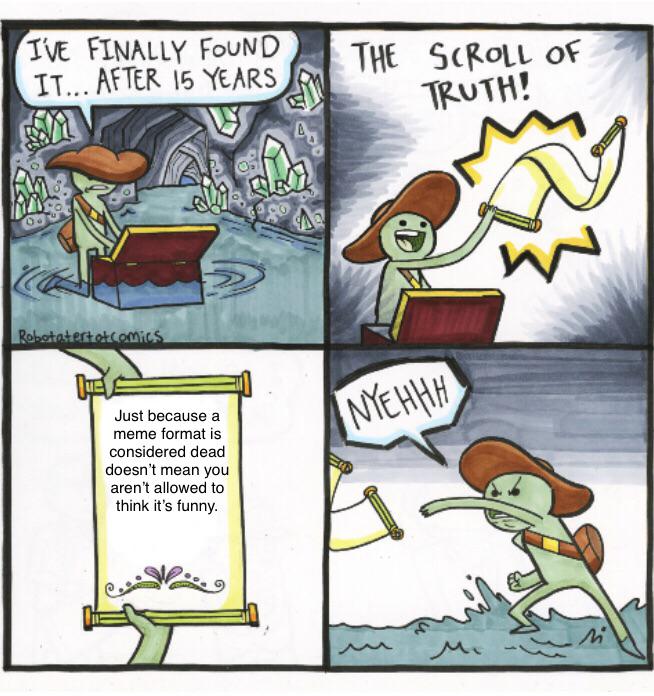 I'VE FINALLY FOUND
IT... AFTER 15 YEARS
THE SCROLL OF
TRUTH!
Robotatertotcomics
Just because a
meme format is
considered dead
doesn't mean you
aren't allowed to
think it's funny.
NYEHHH